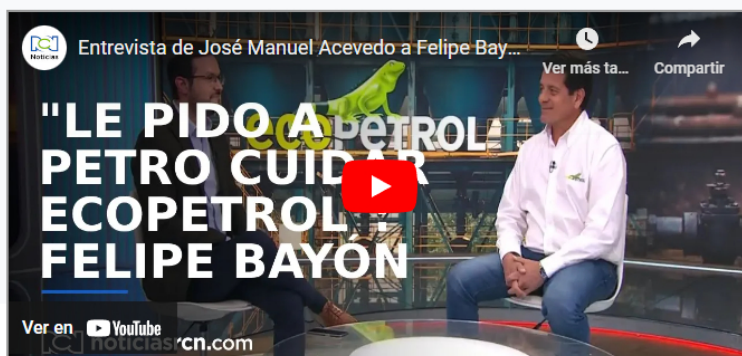 RCN
Noticias
Entrevista de José Manuel Acevedo a Felipe Bay...
Ver más ta...
Compartir
ecopetrol
"LE PIDO A
PETRO CUIDAR
ECOPETROL":
FELIPE BAYÓN
Ver en YouTube
noticiasrcn.com